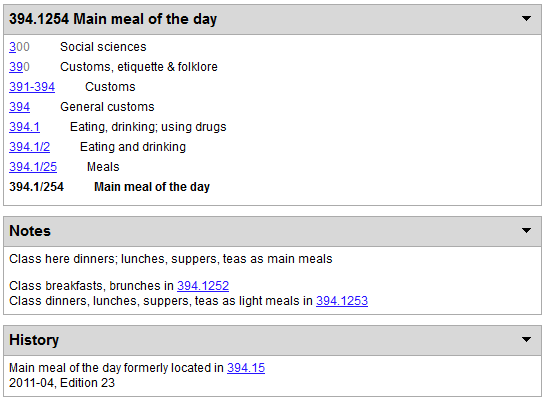 394.1254 Main meal of the day
300 Social sciences
390 Customs, etiquette & folklore
391-394 Customs
394 General customs
394.1 Eating, drinking; using drugs
394.1/2 Eating and drinking
394.1/25 Meals
394.1/254 Main meal of the day
Notes
Class here dinners; lunches, suppers, teas as main meals
Class breakfasts, brunches in 394.1252
Class dinners, lunches, suppers, teas as light meals in 394.1253
History
Main meal of the day formerly located in 394.15
2011-04, Edition 23